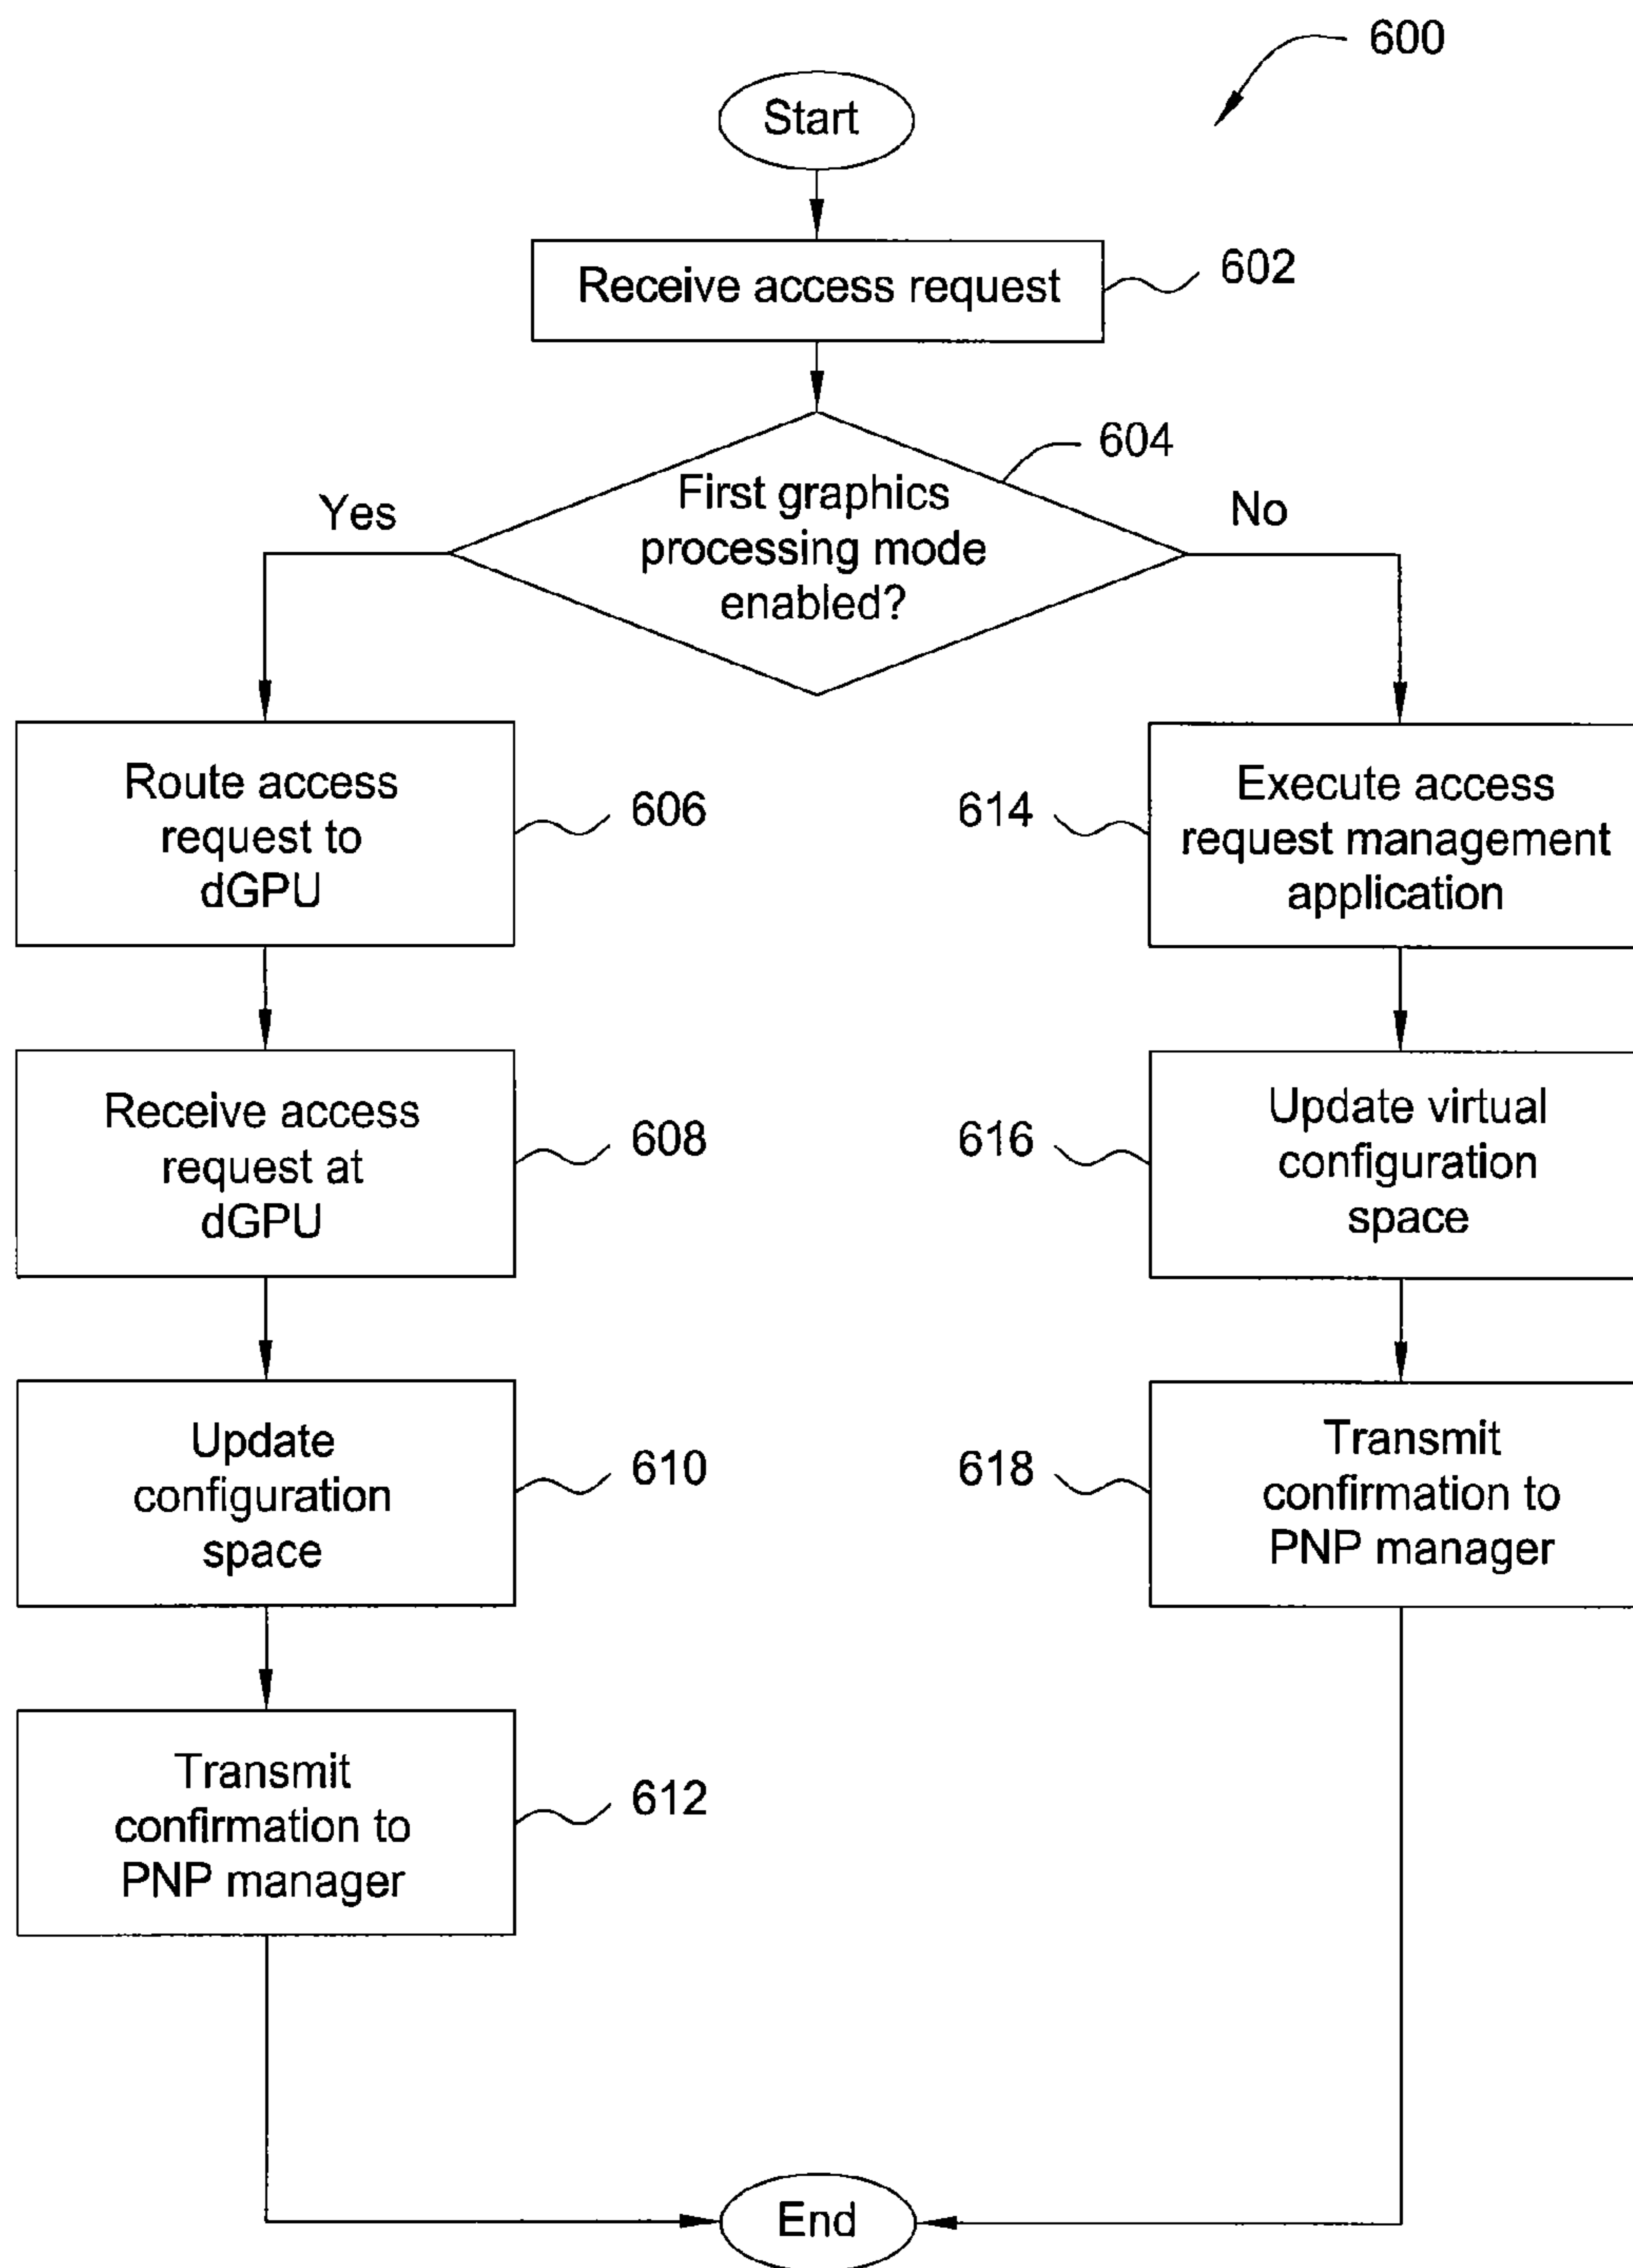 600
Start
Receive access request
602
604
First graphics
processing mode
enabled?
Yes
No
Route access
request to
dGPU
606
Receive access
request at
dGPU
608
Update
configuration
space
610
Transmit
confirmation to
PNP manager
612
614
Execute access
request management
application
616
Update virtual
configuration
space
618
Transmit
confirmation to
PNP manager
End